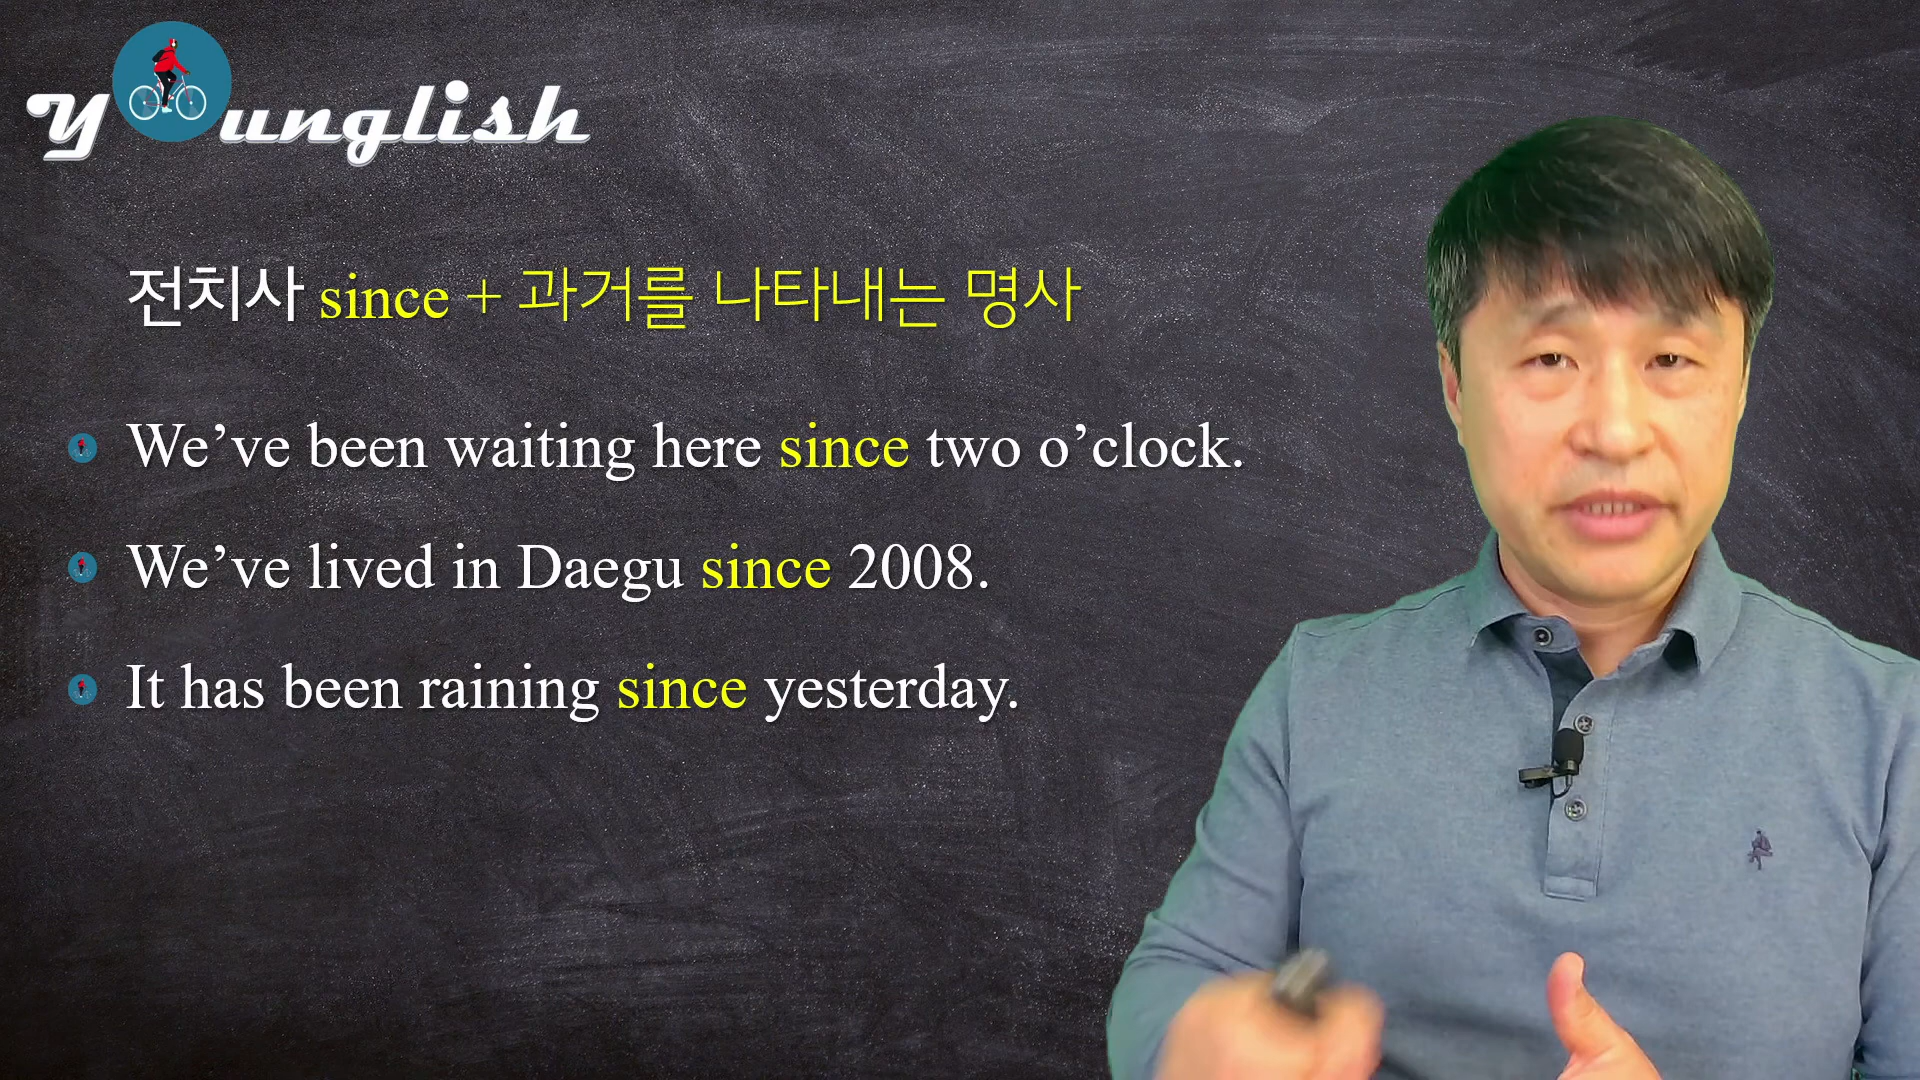 Younglish
전치사 since + 과거를 나타내는 명사
We’ve been waiting here since two o’clock.
We’ve lived in Daegu since 2008.
It has been raining since yesterday.